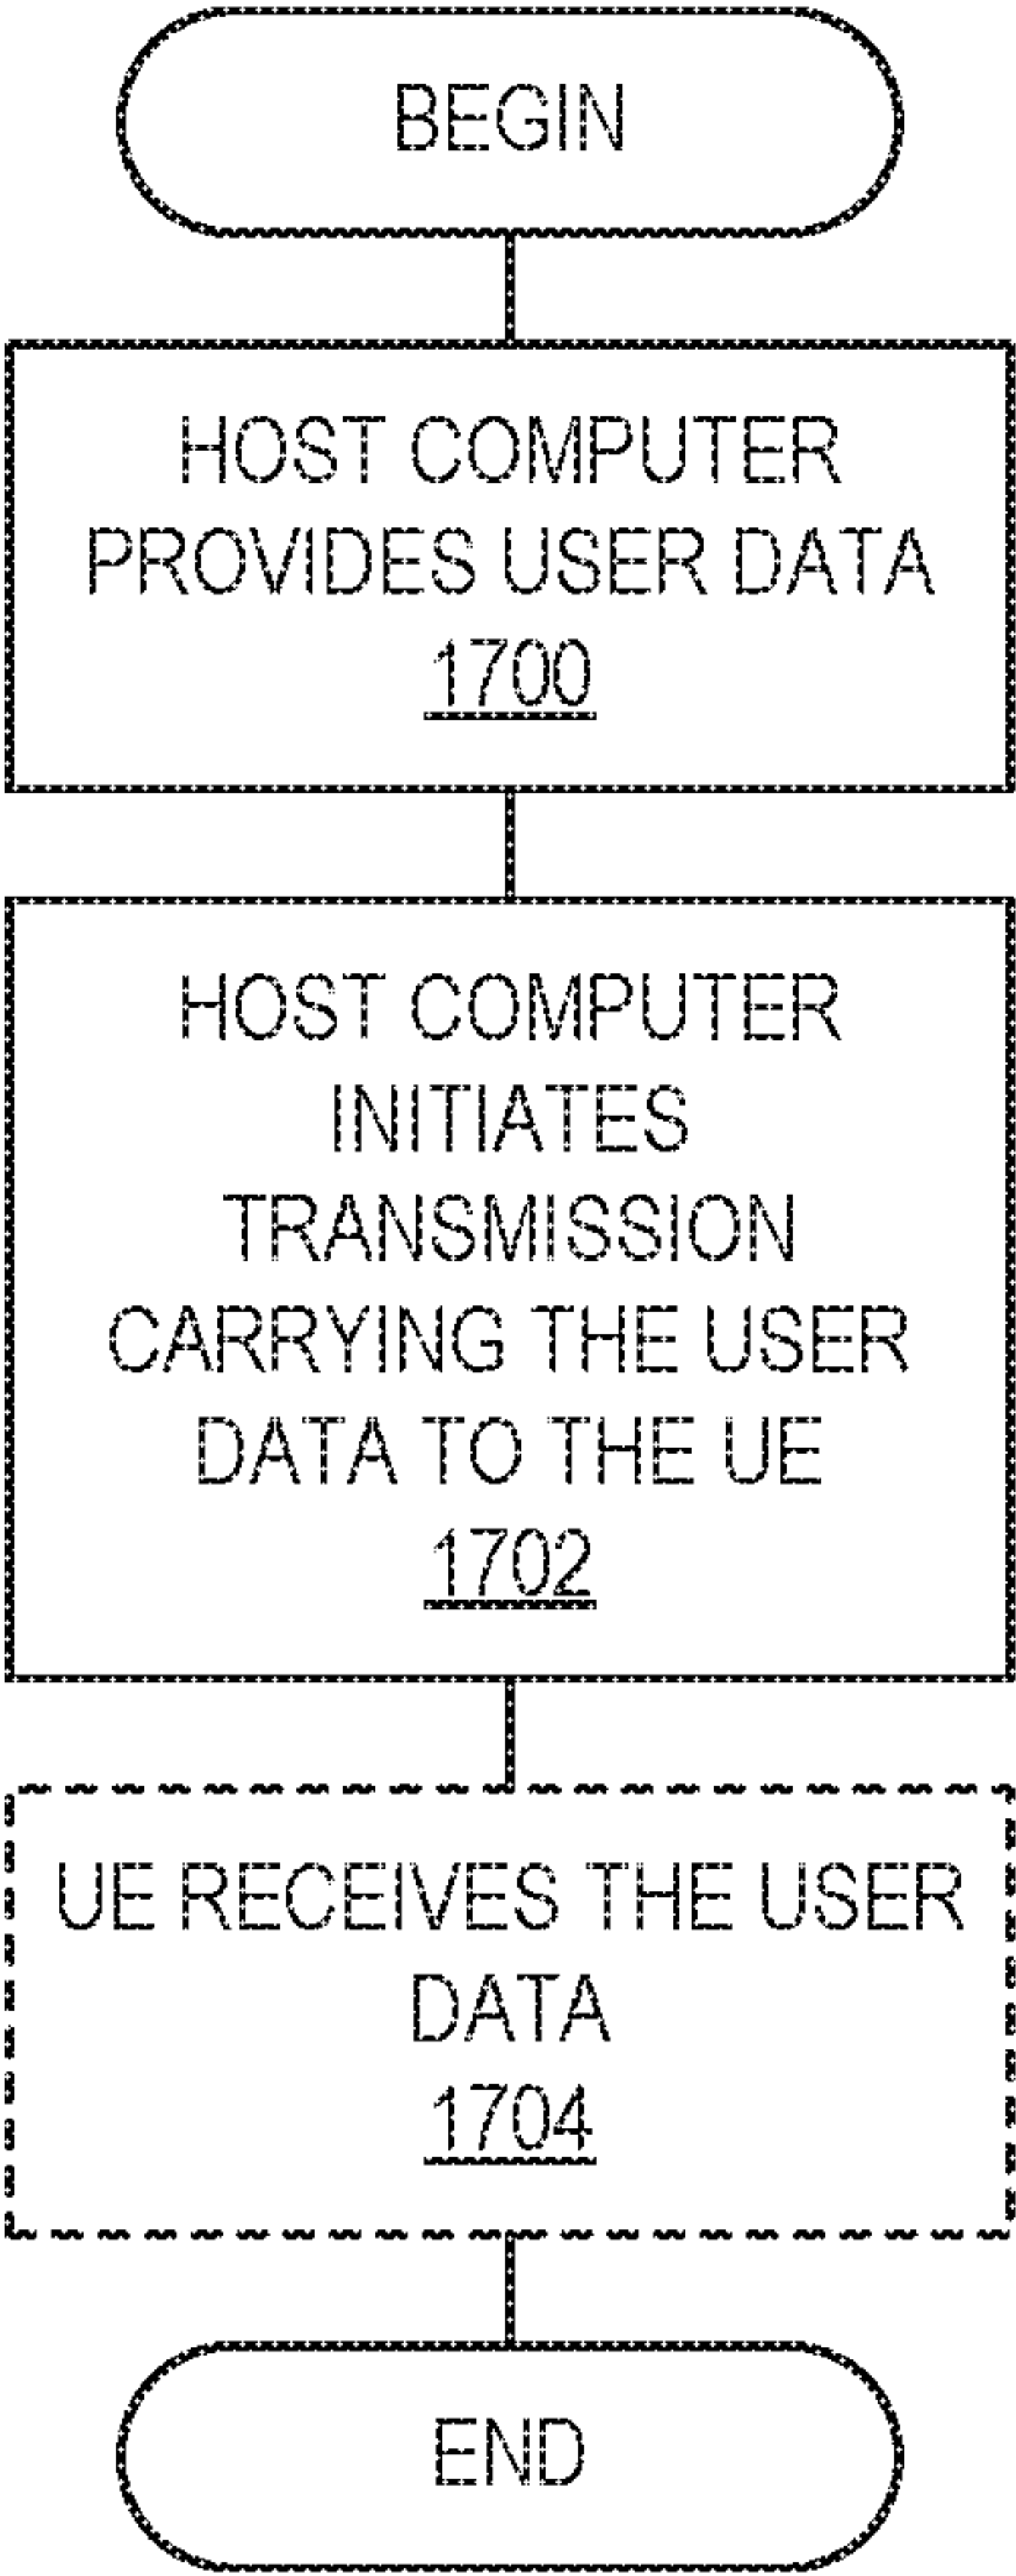 BEGIN
HOST COMPUTER
PROVIDES USER DATA
1700
HOST COMPUTER
INITIATES
TRANSMISSION
CARRYING THE USER
DATA TO THE UE
1702
UE RECEIVES THE USER
DATA
1704
END